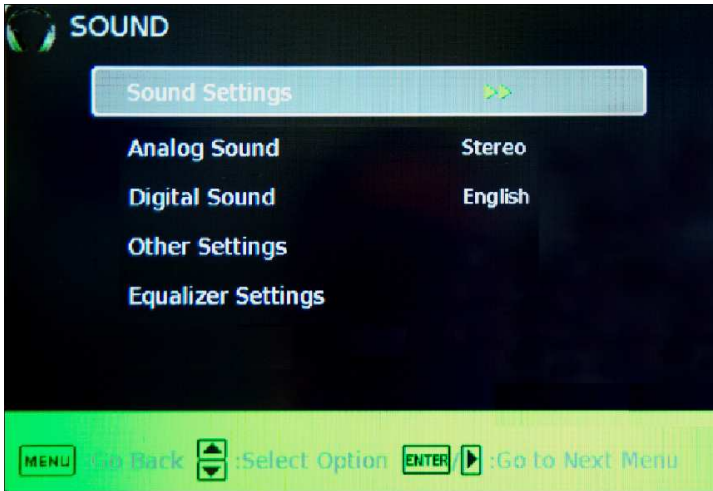 SOUND
Sound Settings
Analog Sound Stereo
Digital Sound English
Other Settings
Equalizer Settings
MENU :Go Back :Select Option ENTER / :Go to Next Menu